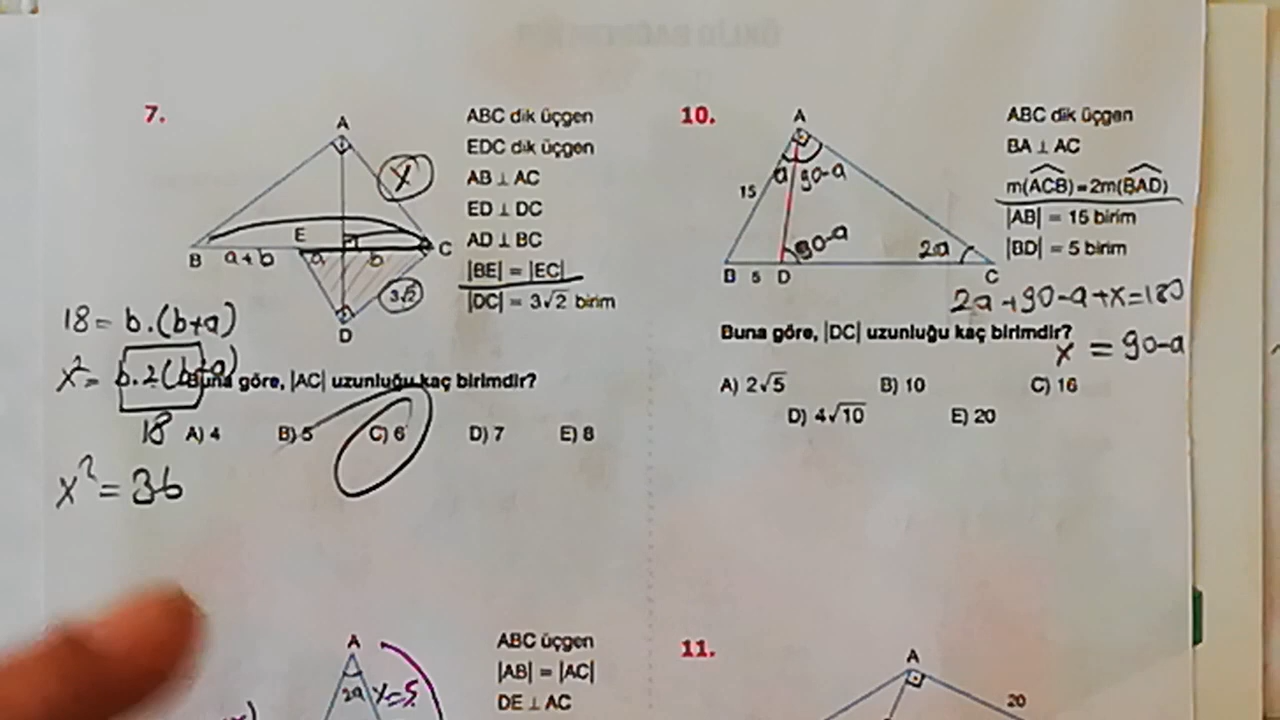 7.
A
B
E
C
D
a+b
a
b
x
3√2
ABC dik üçgen
EDC dik üçgen
AB ⊥ AC
ED ⊥ DC
AD ⊥ BC
|BE| = |EC|
|DC| = 3√2 birim
18 = b.(b+a)
x² = b.2(b+a)
18
x² = 36
Buna göre, |AC| uzunluğu kaç birimdir?
A) 4 B) 5 C) 6 D) 7 E) 8
10.
A
15
a
90-a
90-a
2a
B 5 D C
ABC dik üçgen
BA ⊥ AC
m(ACB) = 2m(BAD)
|AB| = 15 birim
|BD| = 5 birim
2a+90-a+x=180
x = 90-a
Buna göre, |DC| uzunluğu kaç birimdir?
A) 2√5 B) 10 C) 16
D) 4√10 E) 20
A
2a
x=5
ABC üçgen
|AB| = |AC|
DE ⊥ AC
11.
A
20